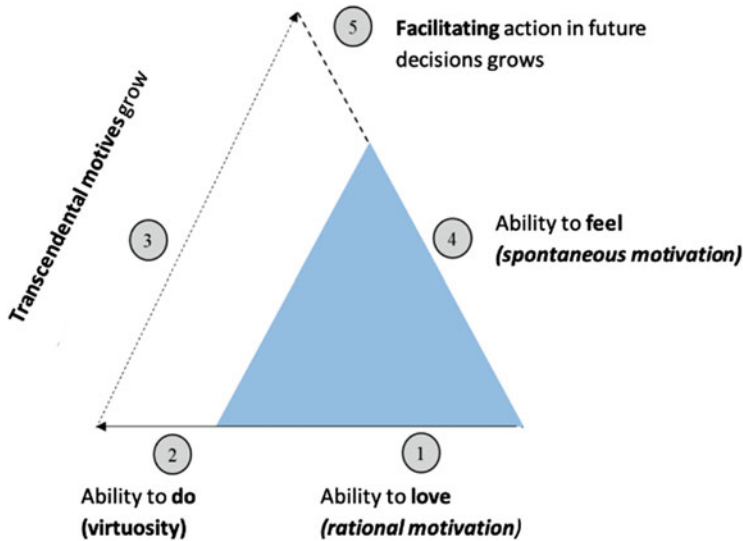 5
Facilitating action in future
decisions grows
Transcendental motives grow
3
4
Ability to feel
(spontaneous motivation)
2
1
Ability to do
(virtuosity)
Ability to love
(rational motivation)